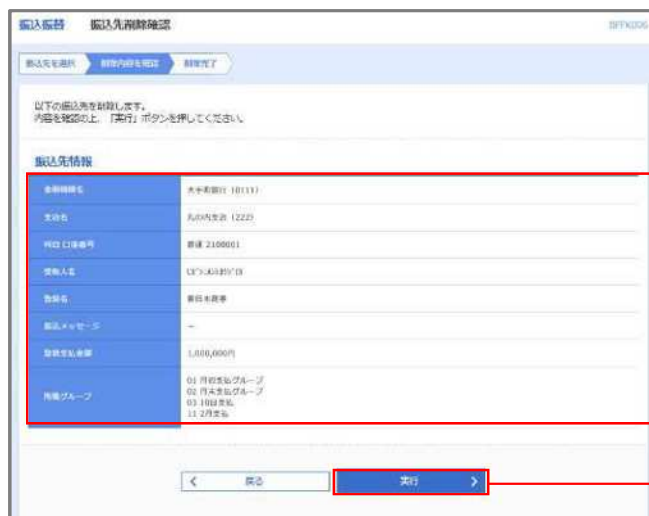 振込振替 振込先削除確認
振込先を選択 削除内容を確認 削除完了
以下の振込先を削除します。
内容を確認の上、「実行」ボタンを押してください。
振込先情報
金融機関名 大手町銀行（0111）
支店名 丸の内支店（222）
科目 口座番号 普通 2100001
受取人名
登録名 東日本商事
振込メッセージ －
登録支払金額 1,000,000円
所属グループ 01 月初支払グループ
02 月末支払グループ
03 10日支払
11 2月支払
戻る 実行